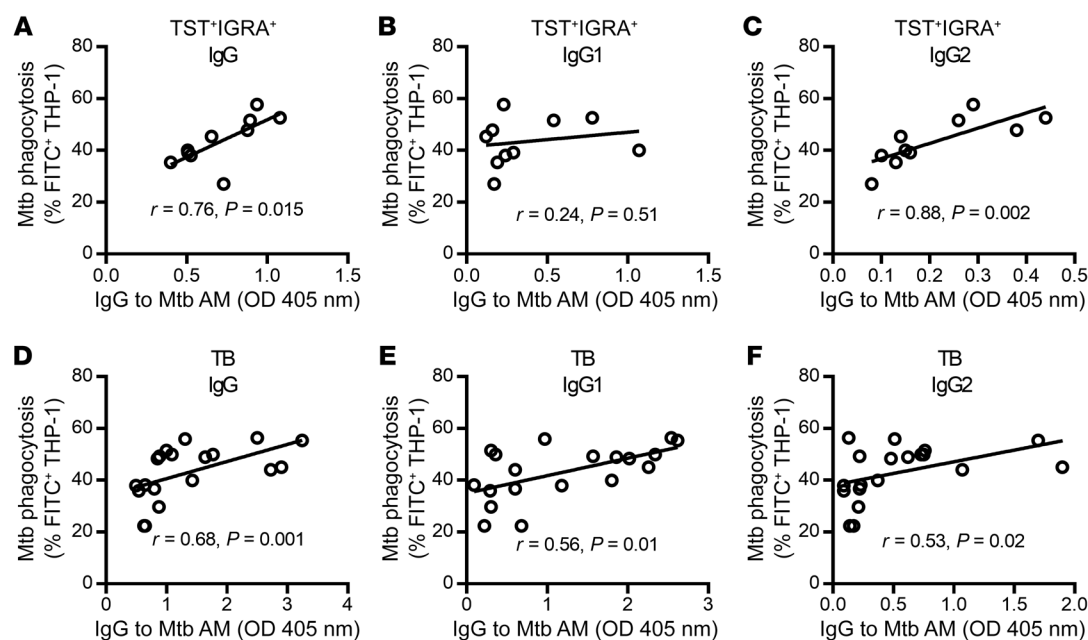 A
TST⁺IGRA⁺
IgG
Mtb phagocytosis
(% FITC⁺ THP-1)
80
60
40
20
0
r = 0.76, P = 0.015
0.0 0.5 1.0 1.5
IgG to Mtb AM (OD 405 nm)
B
TST⁺IGRA⁺
IgG1
Mtb phagocytosis
(% FITC⁺ THP-1)
80
60
40
20
0
r = 0.24, P = 0.51
0.0 0.5 1.0 1.5
IgG to Mtb AM (OD 405 nm)
C
TST⁺IGRA⁺
IgG2
Mtb phagocytosis
(% FITC⁺ THP-1)
80
60
40
20
0
r = 0.88, P = 0.002
0.0 0.1 0.2 0.3 0.4 0.5
IgG to Mtb AM (OD 405 nm)
D
TB
IgG
Mtb phagocytosis
(% FITC⁺ THP-1)
80
60
40
20
0
r = 0.68, P = 0.001
0 1 2 3 4
IgG to Mtb AM (OD 405 nm)
E
TB
IgG1
Mtb phagocytosis
(% FITC⁺ THP-1)
80
60
40
20
0
r = 0.56, P = 0.01
0 1 2 3
IgG to Mtb AM (OD 405 nm)
F
TB
IgG2
Mtb phagocytosis
(% FITC⁺ THP-1)
80
60
40
20
0
r = 0.53, P = 0.02
0.0 0.5 1.0 1.5 2.0
IgG to Mtb AM (OD 405 nm)